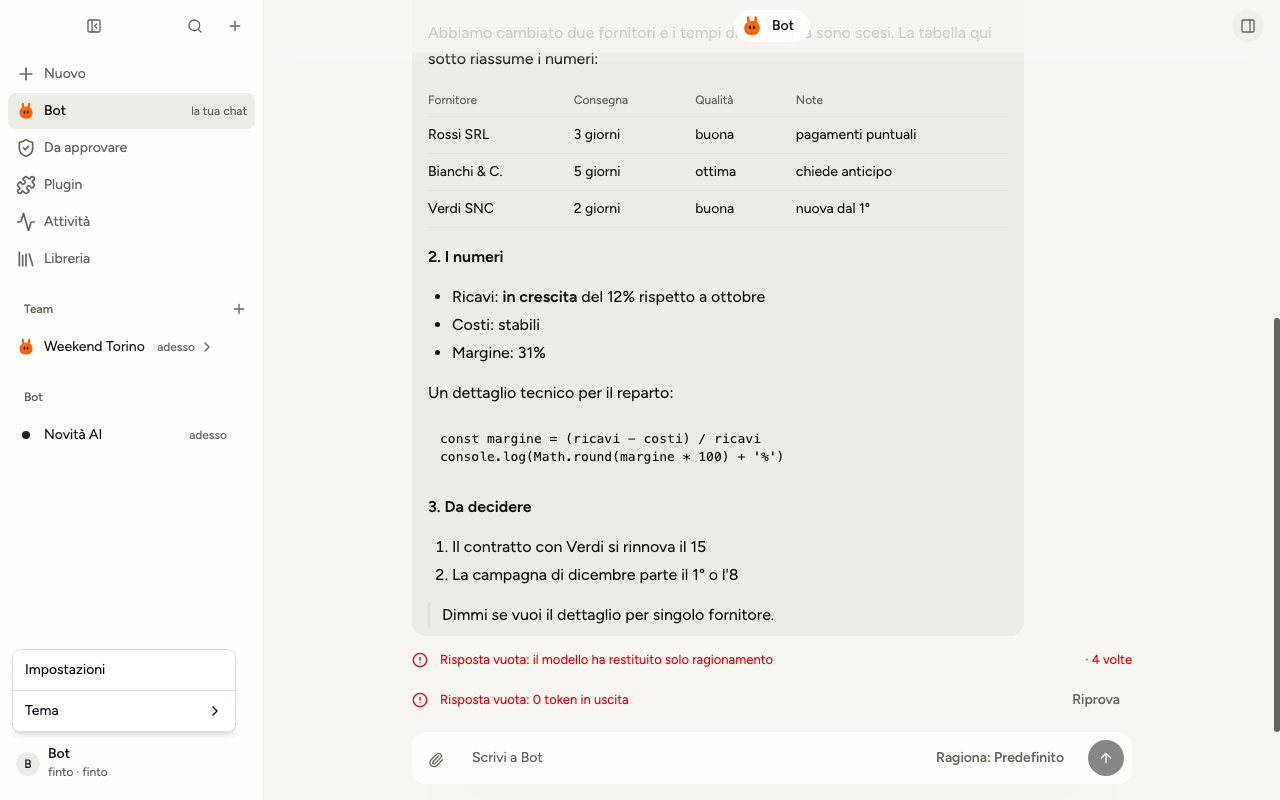 Bot
Nuovo
Bot
la tua chat
Da approvare
Plugin
Attività
Libreria
Team
Weekend Torino
adesso
Bot
Novità AI
adesso
Impostazioni
Tema
B
Bot
finto · finto
Abbiamo cambiato due fornitori e i tempi di sono scesi. La tabella qui
sotto riassume i numeri:
Fornitore Consegna Qualità Note
Rossi SRL 3 giorni buona pagamenti puntuali
Bianchi & C. 5 giorni ottima chiede anticipo
Verdi SNC 2 giorni buona nuova dal 1°
2. I numeri
Ricavi: in crescita del 12% rispetto a ottobre
Costi: stabili
Margine: 31%
Un dettaglio tecnico per il reparto:
const margine = (ricavi − costi) / ricavi
console.log(Math.round(margine * 100) + '%')
3. Da decidere
1. Il contratto con Verdi si rinnova il 15
2. La campagna di dicembre parte il 1° o l'8
Dimmi se vuoi il dettaglio per singolo fornitore.
Risposta vuota: il modello ha restituito solo ragionamento · 4 volte
Risposta vuota: 0 token in uscita Riprova
Scrivi a Bot
Ragiona: Predefinito